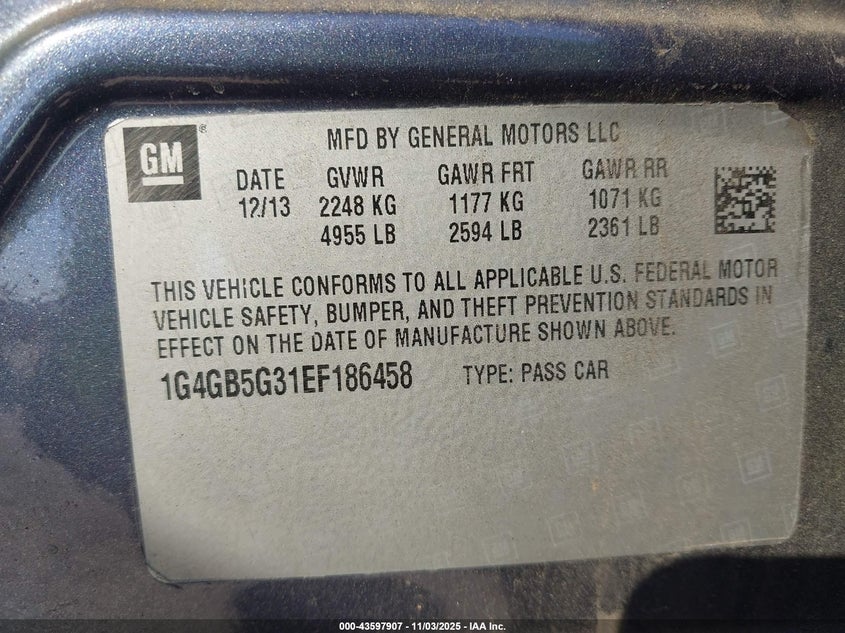 GM ®
MFD BY GENERAL MOTORS LLC
DATE GVWR GAWR FRT GAWR RR
12/13 2248 KG 1177 KG 1071 KG
4955 LB 2594 LB 2361 LB
THIS VEHICLE CONFORMS TO ALL APPLICABLE U.S. FEDERAL MOTOR
VEHICLE SAFETY, BUMPER, AND THEFT PREVENTION STANDARDS IN
EFFECT ON THE DATE OF MANUFACTURE SHOWN ABOVE.
1G4GB5G31EF186458 TYPE: PASS CAR
000-43597907 - 11/03/2025 - IAA Inc.